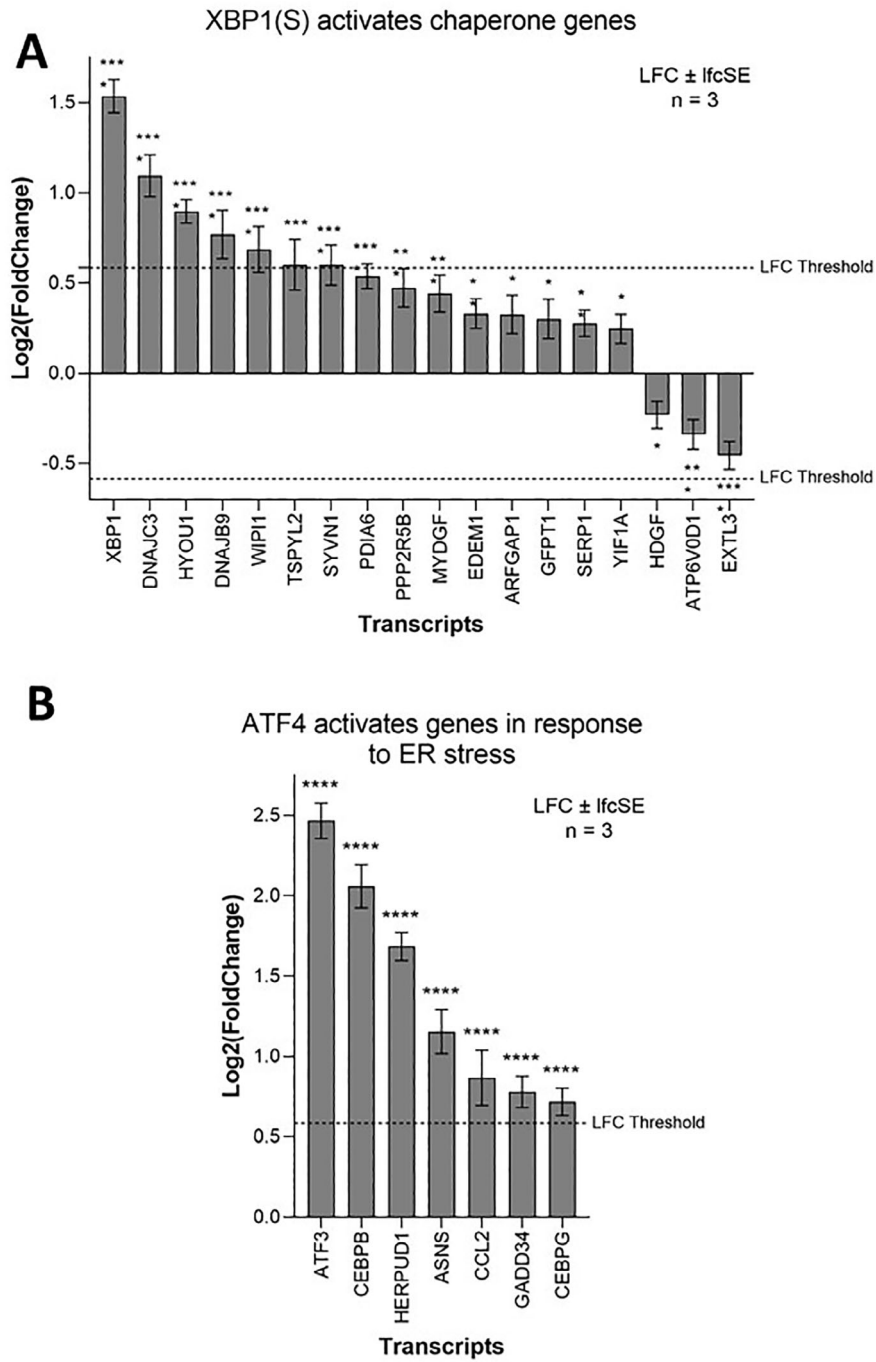 XBP1(S) activates chaperone genes
A
LFC ± lfcSE
n = 3
Log2(FoldChange)
1.5
1.0
0.5
0.0
-0.5
LFC Threshold
LFC Threshold
*** * *** * *** * *** * *** * *** *** * *** * ** * ** * * * * * * * *
* ** * *** *
XBP1
DNAJC3
HYOU1
DNAJB9
WIPI1
TSPYL2
SYVN1
PDIA6
PPP2R5B
MYDGF
EDEM1
ARFGAP1
GFPT1
SERP1
YIF1A
HDGF
ATP6V0D1
EXTL3
Transcripts
B
ATF4 activates genes in response
to ER stress
LFC ± lfcSE
n = 3
Log2(FoldChange)
2.5
2.0
1.5
1.0
0.5
0.0
**** **** **** **** **** **** ****
LFC Threshold
ATF3
CEBPB
HERPUD1
ASNS
CCL2
GADD34
CEBPG
Transcripts